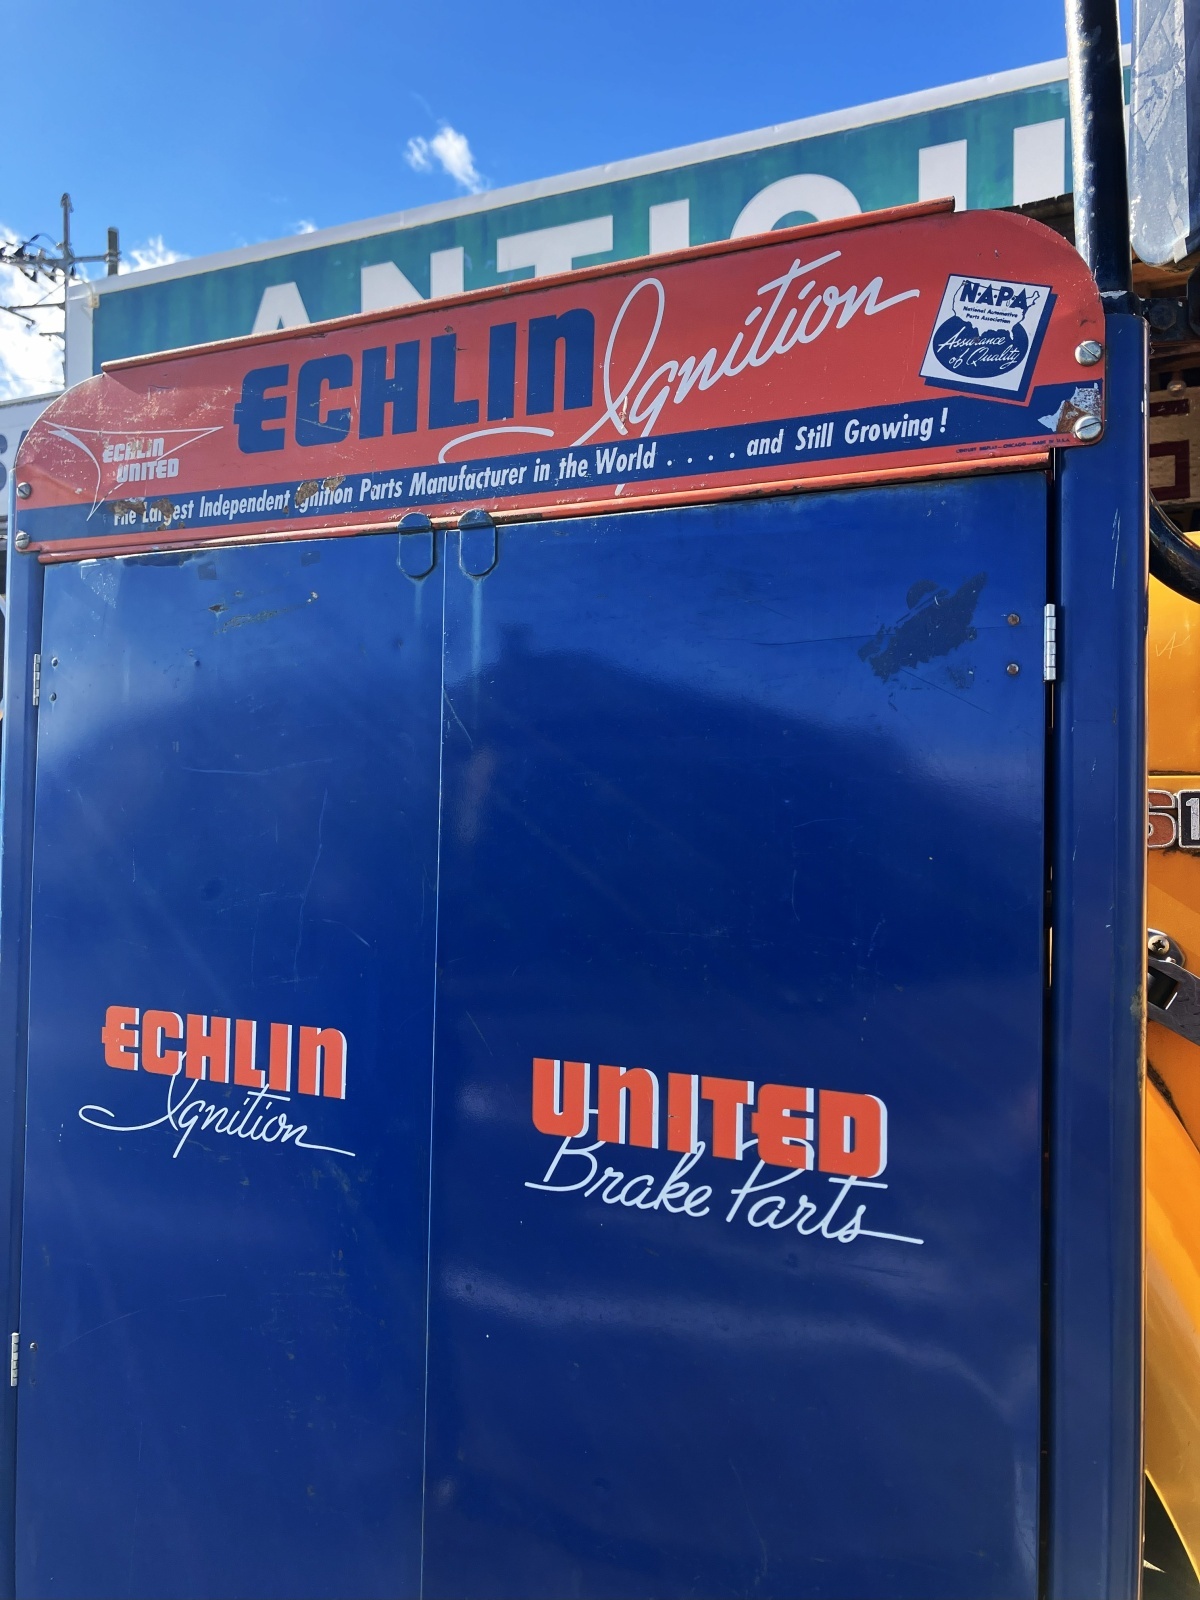 ANTIQU
ECHLIN Ignition
N·A·P·A
National Automotive
Parts Association
Assurance
of Quality
ECHLIN
UNITED
The Largest Independent Ignition Parts Manufacturer in the World . . . . and Still Growing!
ECHLIN
Ignition
UNITED
Brake Parts